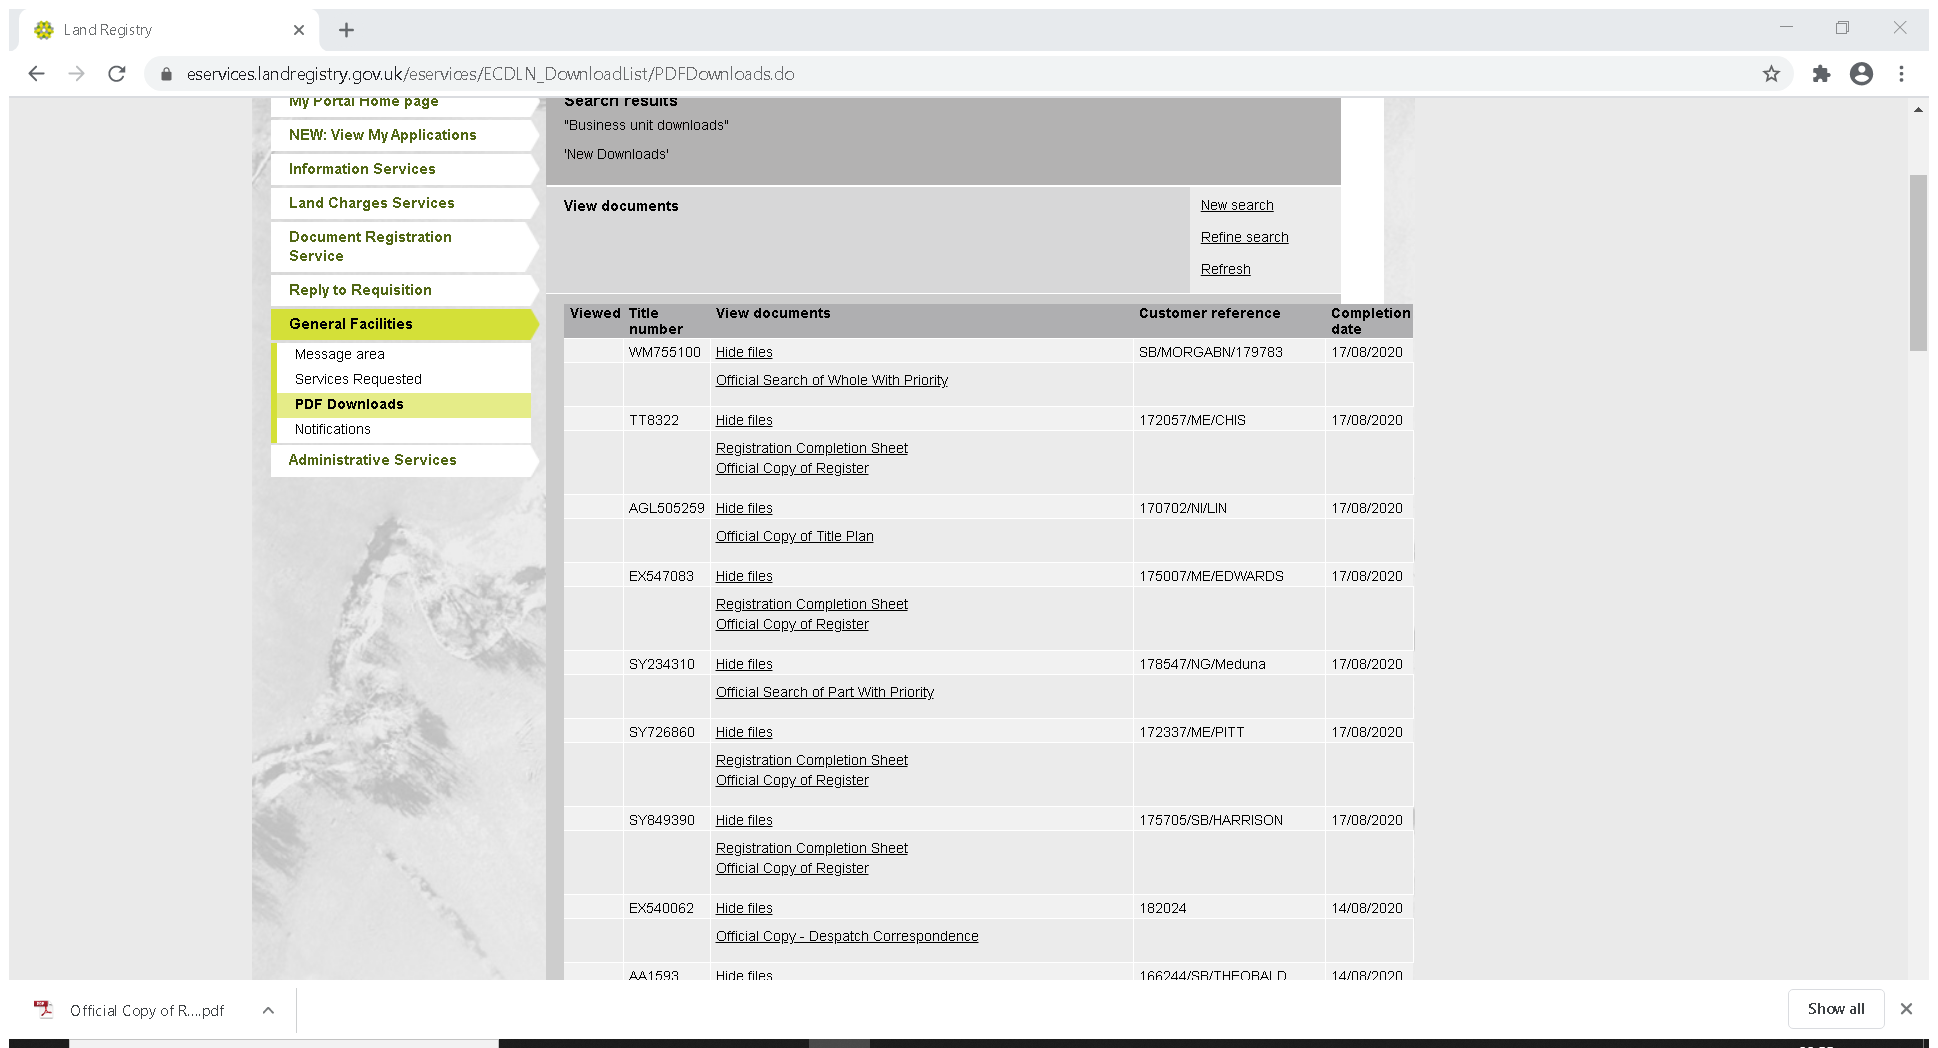 Land Registry
eservices.landregistry.gov.uk/eservices/ECDLN_DownloadList/PDFDownloads.do
My Portal Home page
NEW: View My Applications
Information Services
Land Charges Services
Document Registration
Service
Reply to Requisition
General Facilities
Message area
Services Requested
PDF Downloads
Notifications
Administrative Services
Search results
"Business unit downloads"
'New Downloads'
View documents
New search
Refine search
Refresh
Viewed Title number View documents Customer reference Completion date
WM755100 Hide files SB/MORGABN/179783 17/08/2020
Official Search of Whole With Priority
TT8322 Hide files 172057/ME/CHIS 17/08/2020
Registration Completion Sheet
Official Copy of Register
AGL505259 Hide files 170702/NI/LIN 17/08/2020
Official Copy of Title Plan
EX547083 Hide files 175007/ME/EDWARDS 17/08/2020
Registration Completion Sheet
Official Copy of Register
SY234310 Hide files 178547/NG/Meduna 17/08/2020
Official Search of Part With Priority
SY726860 Hide files 172337/ME/PITT 17/08/2020
Registration Completion Sheet
Official Copy of Register
SY849390 Hide files 175705/SB/HARRISON 17/08/2020
Registration Completion Sheet
Official Copy of Register
EX540062 Hide files 182024 14/08/2020
Official Copy - Despatch Correspondence
AA1593 Hide files 166244/SB/THEOBALD 14/08/2020
Official Copy of R....pdf
Show all